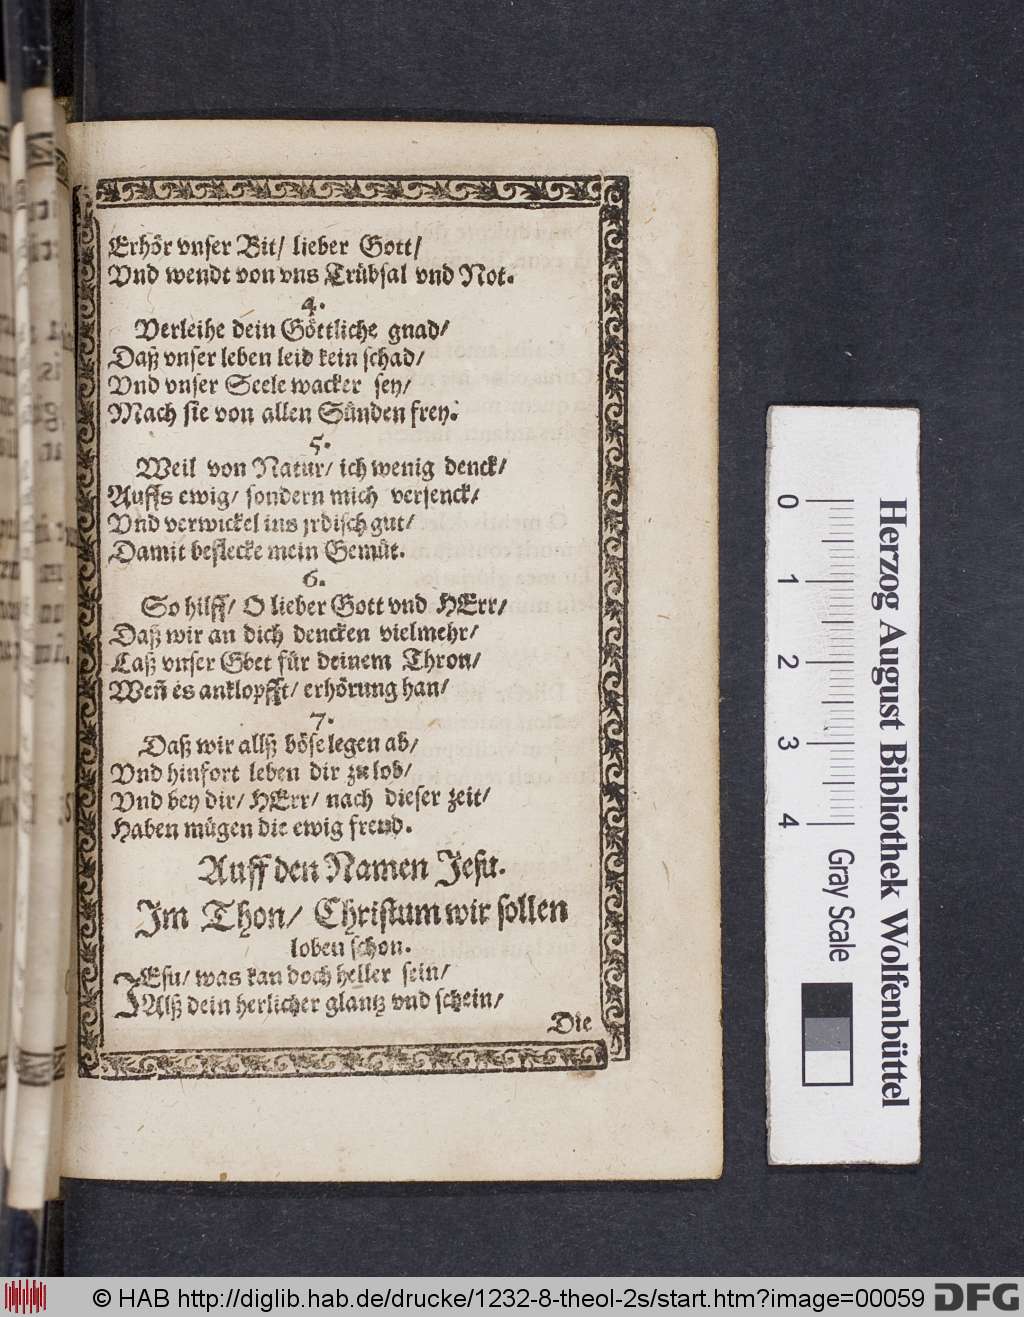 Erhör vnser Bit/ lieber Gott/
Vnd wendt von vns Trübsal vnd Not.
4.
Verleihe dein Göttliche gnad/
Daß vnser leben leid kein schad/
Vnd vnser Seele wacker sey/
Mach sie von allen Sünden frey.
5.
Weil von Natur/ ich wenig denck/
Auffs ewig/ sondern mich versenck/
Vnd verwickel ins jrdisch gut/
Damit beflecke mein Gemüt.
6.
So hilff/ O lieber Gott vnd HErr/
Daß wir an dich dencken vielmehr/
Laß vnser Gbet für deinem Thron/
Weñ es anklopfft/ erhörung han/
7.
Daß wir allß böse legen ab/
Vnd hinfort leben dir zu lob/
Vnd bey dir/ HErr/ nach dieser zeit/
Haben mügen die ewig freud.
Auff den Namen Jesu.
Im Thon/ Christum wir sollen
loben schon.
JEsu/ was kan doch heller sein/
Alß dein herlicher glantz vnd schein/
Die
0 1 2 3 4
Gray Scale
Herzog August Bibliothek Wolfenbüttel
© HAB http://diglib.hab.de/drucke/1232-8-theol-2s/start.htm?image=00059
DFG